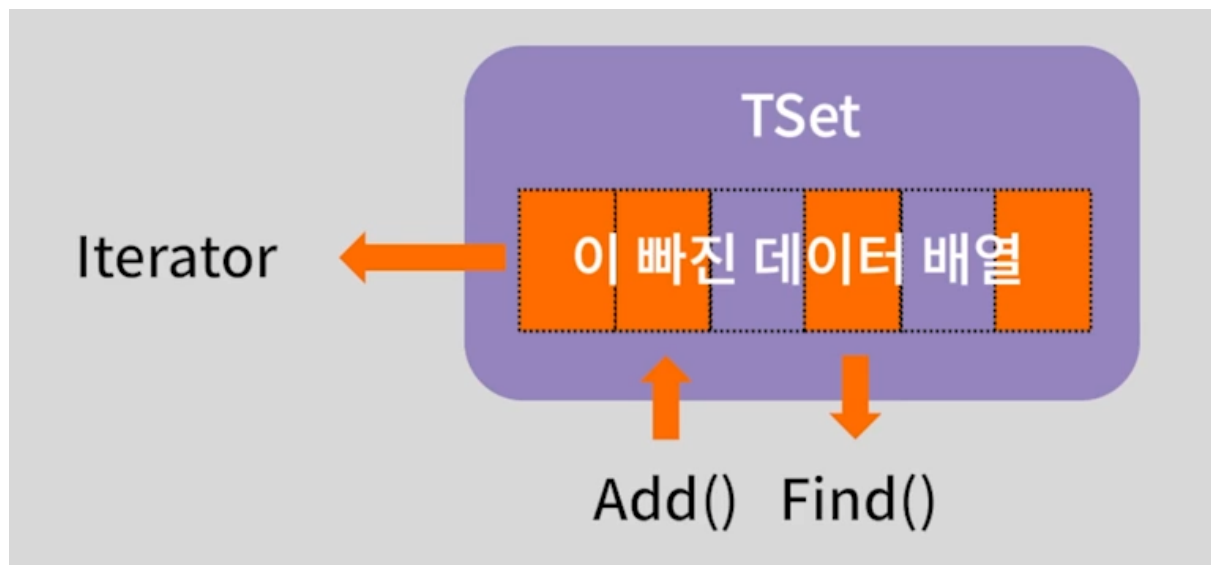 TSet
이 빠진 데이터 배열
Iterator
Add() Find()